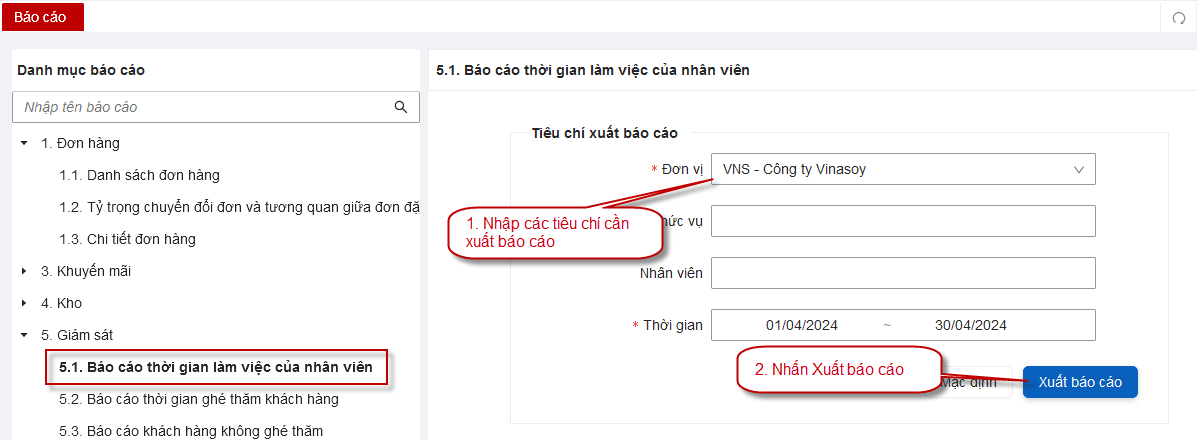 Báo cáo
Danh mục báo cáo
Nhập tên báo cáo
1. Đơn hàng
1.1. Danh sách đơn hàng
1.2. Tỷ trọng chuyển đổi đơn và tương quan giữa đơn đặ
1.3. Chi tiết đơn hàng
3. Khuyến mãi
4. Kho
5. Giám sát
5.1. Báo cáo thời gian làm việc của nhân viên
5.2. Báo cáo thời gian ghé thăm khách hàng
5.3. Báo cáo khách hàng không ghé thăm
5.1. Báo cáo thời gian làm việc của nhân viên
Tiêu chí xuất báo cáo
* Đơn vị VNS - Công ty Vinasoy
1. Nhập các tiêu chí cần
xuất báo cáo
hức vụ
Nhân viên
* Thời gian 01/04/2024 ~ 30/04/2024
2. Nhấn Xuất báo cáo
Mặc định Xuất báo cáo